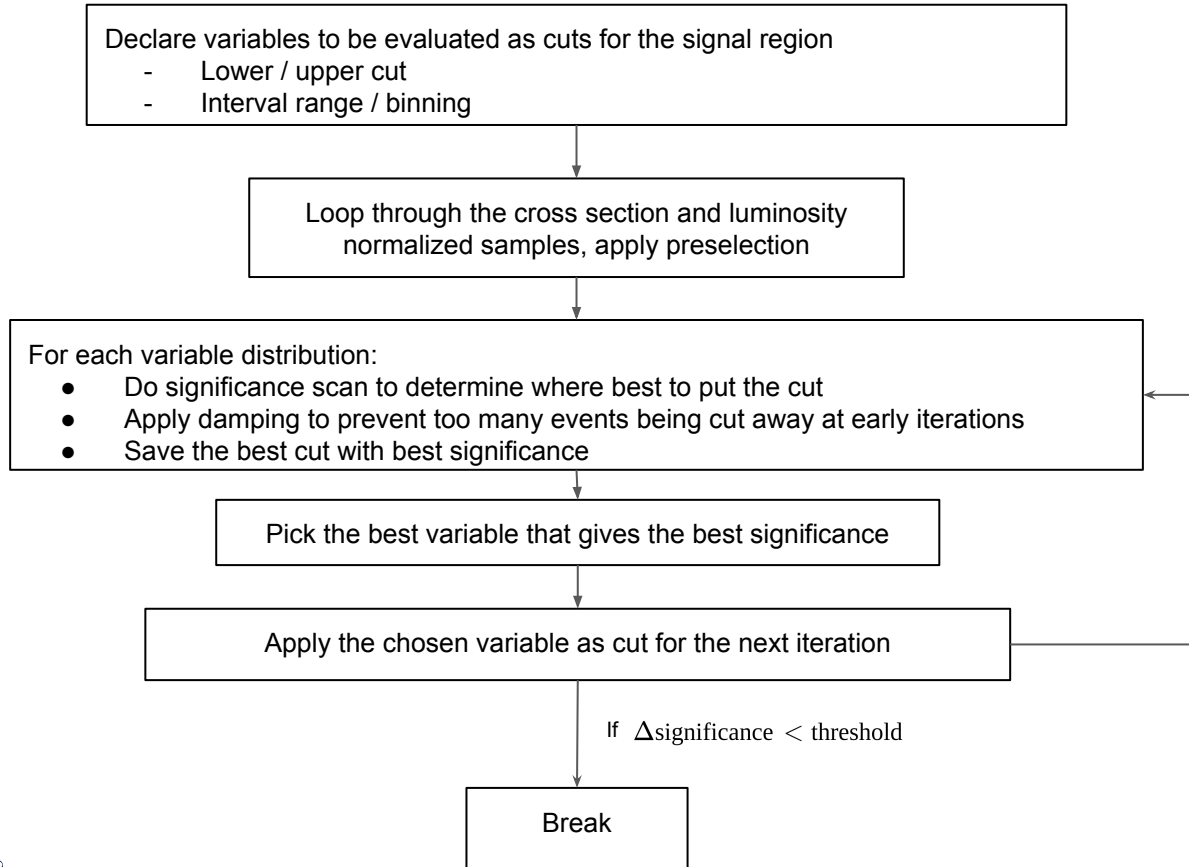 Declare variables to be evaluated as cuts for the signal region
- Lower / upper cut
- Interval range / binning
Loop through the cross section and luminosity
normalized samples, apply preselection
For each variable distribution:
● Do significance scan to determine where best to put the cut
● Apply damping to prevent too many events being cut away at early iterations
● Save the best cut with best significance
Pick the best variable that gives the best significance
Apply the chosen variable as cut for the next iteration
If Δsignificance < threshold
Break